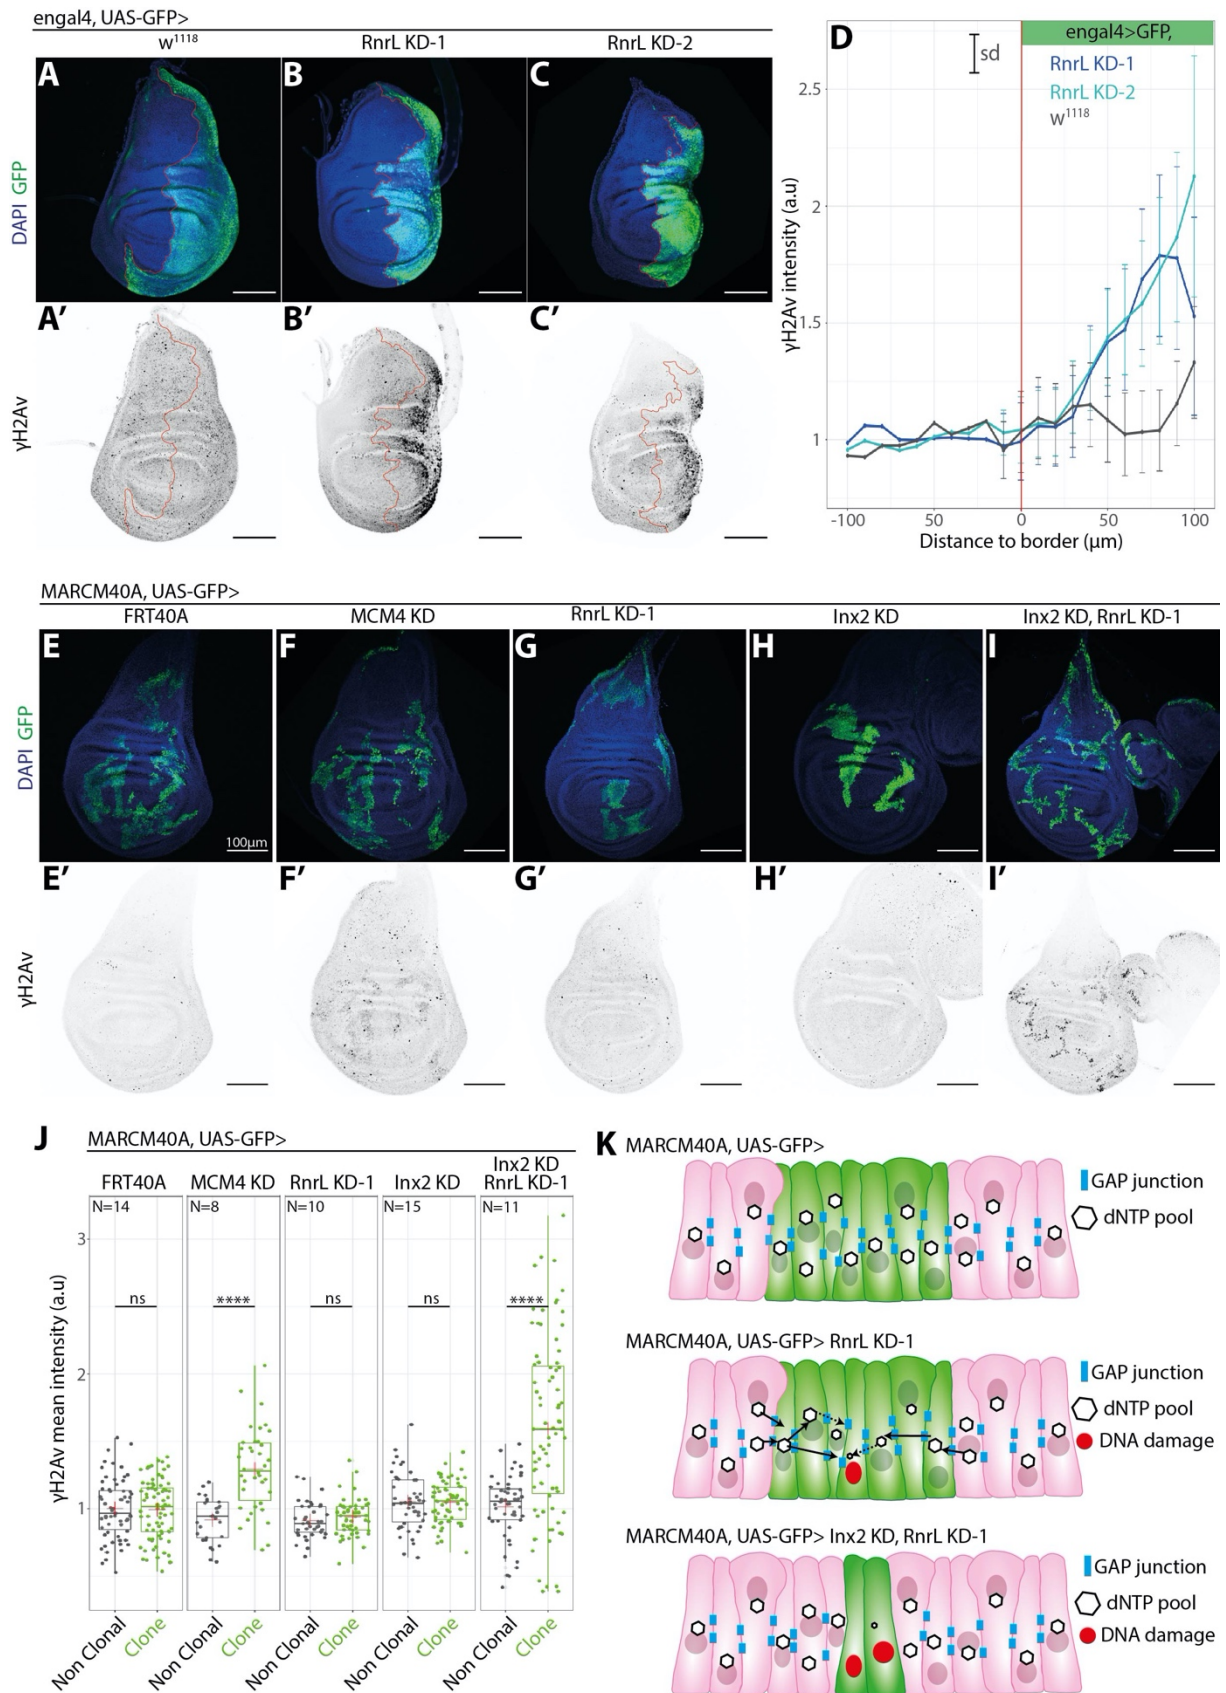 engal4, UAS-GFP>
w1118 RnrL KD-1 RnrL KD-2
A B C
DAPI GFP
A′ B′ C′
γH2Av
D
sd
engal4>GFP,
RnrL KD-1
RnrL KD-2
w1118
γH2Av intensity (a.u)
2.5
2
1.5
1
-100 50 0 50 100
Distance to border (μm)
MARCM40A, UAS-GFP>
FRT40A MCM4 KD RnrL KD-1 Inx2 KD Inx2 KD, RnrL KD-1
E F G H I
DAPI GFP
100μm
E′ F′ G′ H′ I′
γH2Av
J
MARCM40A, UAS-GFP>
FRT40A MCM4 KD RnrL KD-1 Inx2 KD Inx2 KD
RnrL KD-1
N=14 N=8 N=10 N=15 N=11
ns **** ns ns ****
γH2Av mean intensity (a.u)
3
2
1
Non Clonal Clone Non Clonal Clone Non Clonal Clone Non Clonal Clone Non Clonal Clone
K
MARCM40A, UAS-GFP>
GAP junction
dNTP pool
MARCM40A, UAS-GFP> RnrL KD-1
GAP junction
dNTP pool
DNA damage
MARCM40A, UAS-GFP> Inx2 KD, RnrL KD-1
GAP junction
dNTP pool
DNA damage